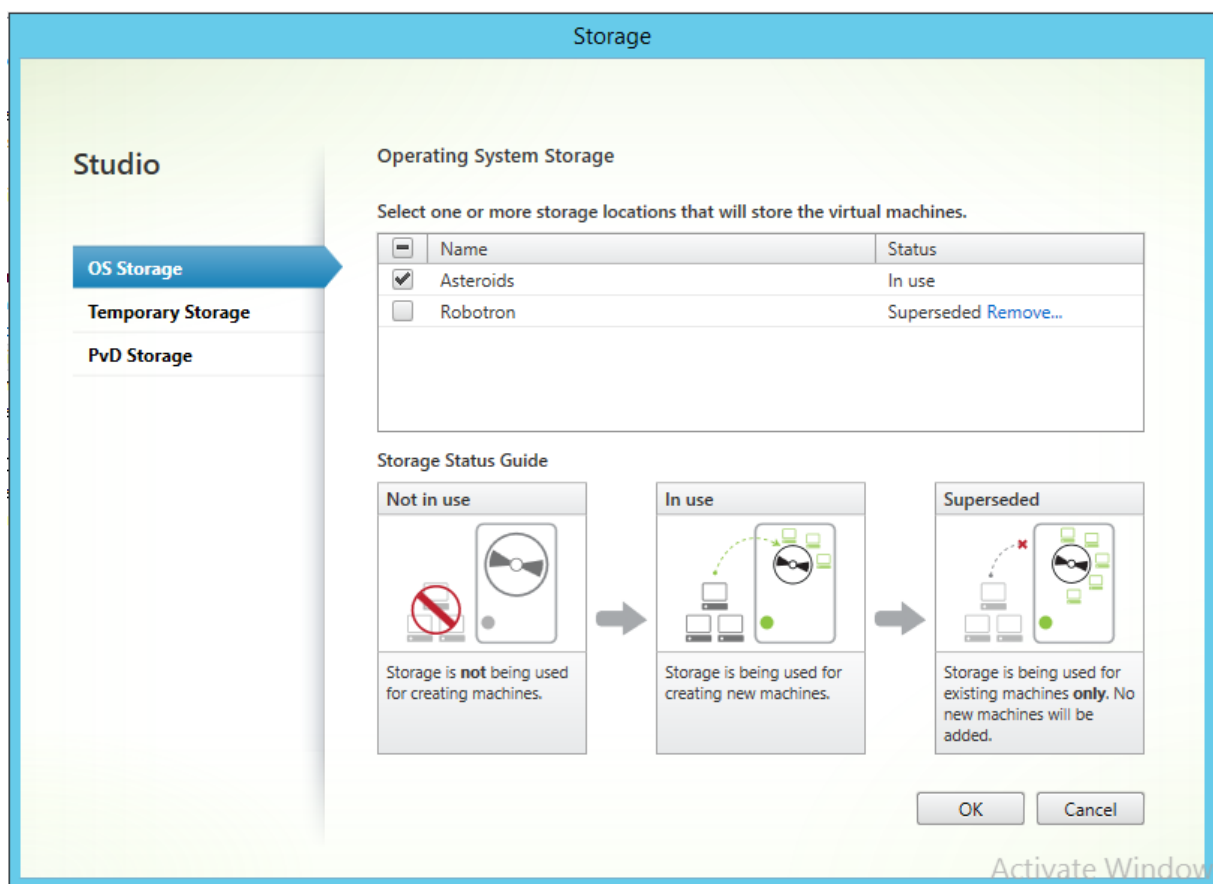 Storage
Studio
OS Storage
Temporary Storage
PvD Storage
Operating System Storage
Select one or more storage locations that will store the virtual machines.
Name Status
Asteroids In use
Robotron Superseded Remove...
Storage Status Guide
Not in use
Storage is not being used
for creating machines.
In use
Storage is being used for
creating new machines.
Superseded
Storage is being used for
existing machines only. No
new machines will be
added.
OK Cancel
Activate Window